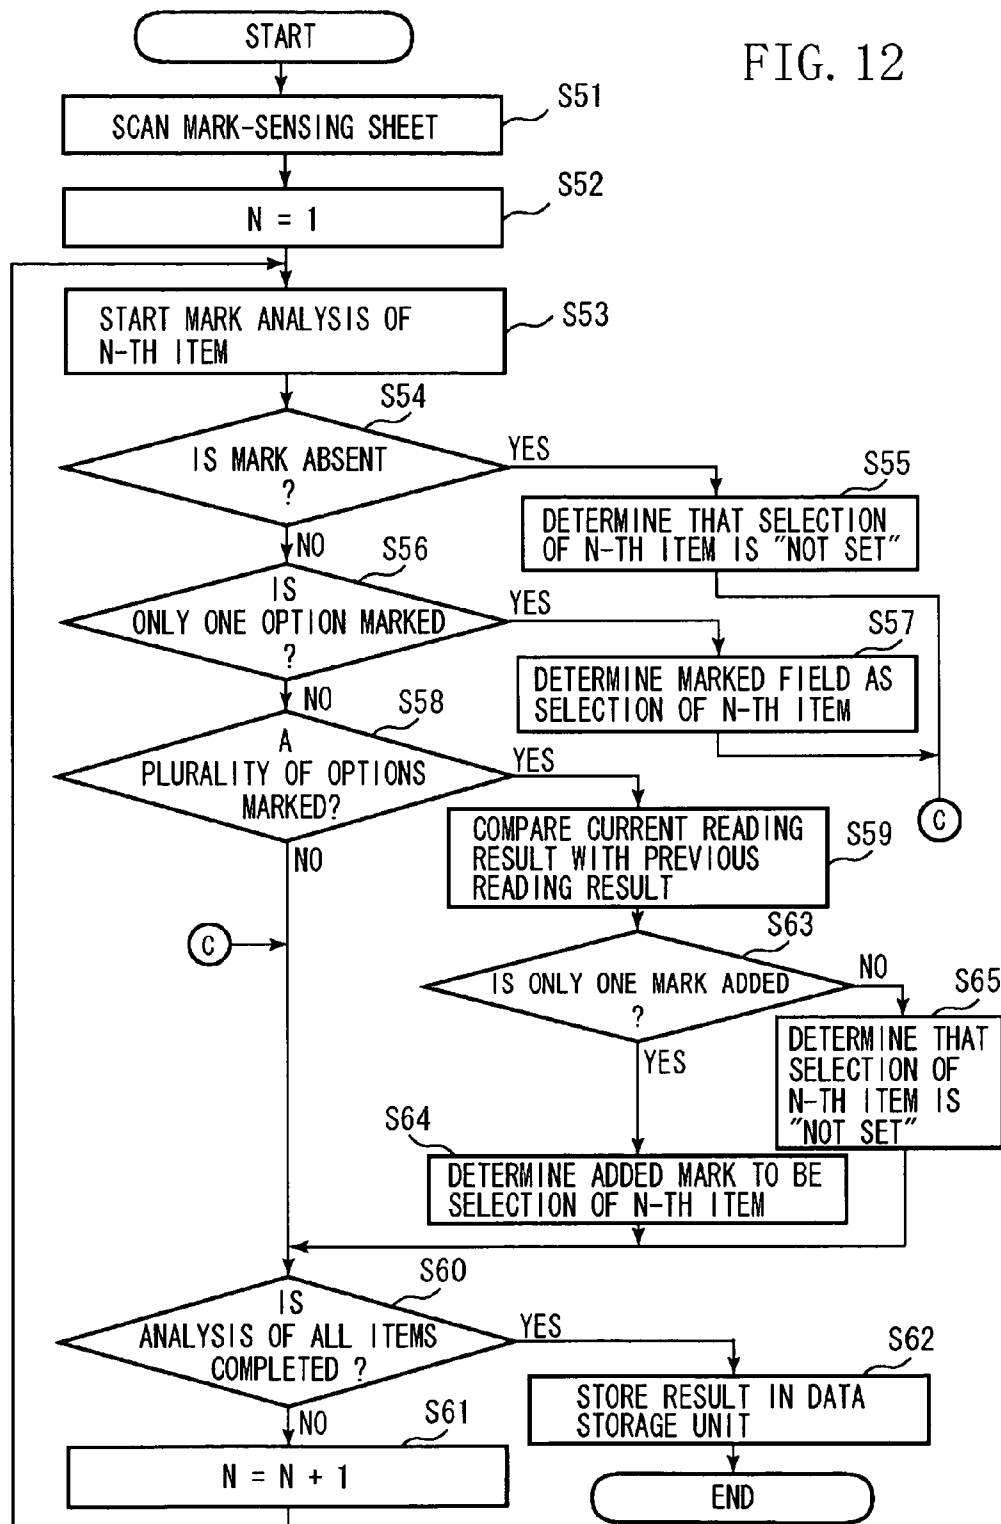 START
FIG. 12
S51
SCAN MARK-SENSING SHEET
S52
N = 1
S53
START MARK ANALYSIS OF
N-TH ITEM
S54
IS MARK ABSENT
?
YES
NO
S55
DETERMINE THAT SELECTION
OF N-TH ITEM IS "NOT SET"
S56
IS
ONLY ONE OPTION MARKED
?
YES
NO
S57
DETERMINE MARKED FIELD AS
SELECTION OF N-TH ITEM
S58
A
PLURALITY OF OPTIONS
MARKED?
YES
NO
C
S59
COMPARE CURRENT READING
RESULT WITH PREVIOUS
READING RESULT
C
S63
IS ONLY ONE MARK ADDED
?
NO
YES
S65
DETERMINE THAT
SELECTION OF
N-TH ITEM IS
"NOT SET"
S64
DETERMINE ADDED MARK TO BE
SELECTION OF N-TH ITEM
S60
IS
ANALYSIS OF ALL ITEMS
COMPLETED ?
YES
NO
S62
STORE RESULT IN DATA
STORAGE UNIT
S61
N = N + 1
END